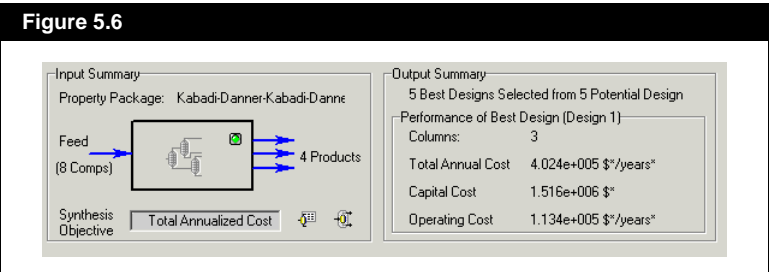 Figure 5.6
Input Summary
Property Package: Kabadi-Danner-Kabadi-Danne
Feed
(8 Comps)
4 Products
Synthesis
Objective
Total Annualized Cost
Output Summary
5 Best Designs Selected from 5 Potential Design
Performance of Best Design (Design 1)
Columns: 3
Total Annual Cost 4.024e+005 $*/years*
Capital Cost 1.516e+006 $*
Operating Cost 1.134e+005 $*/years*